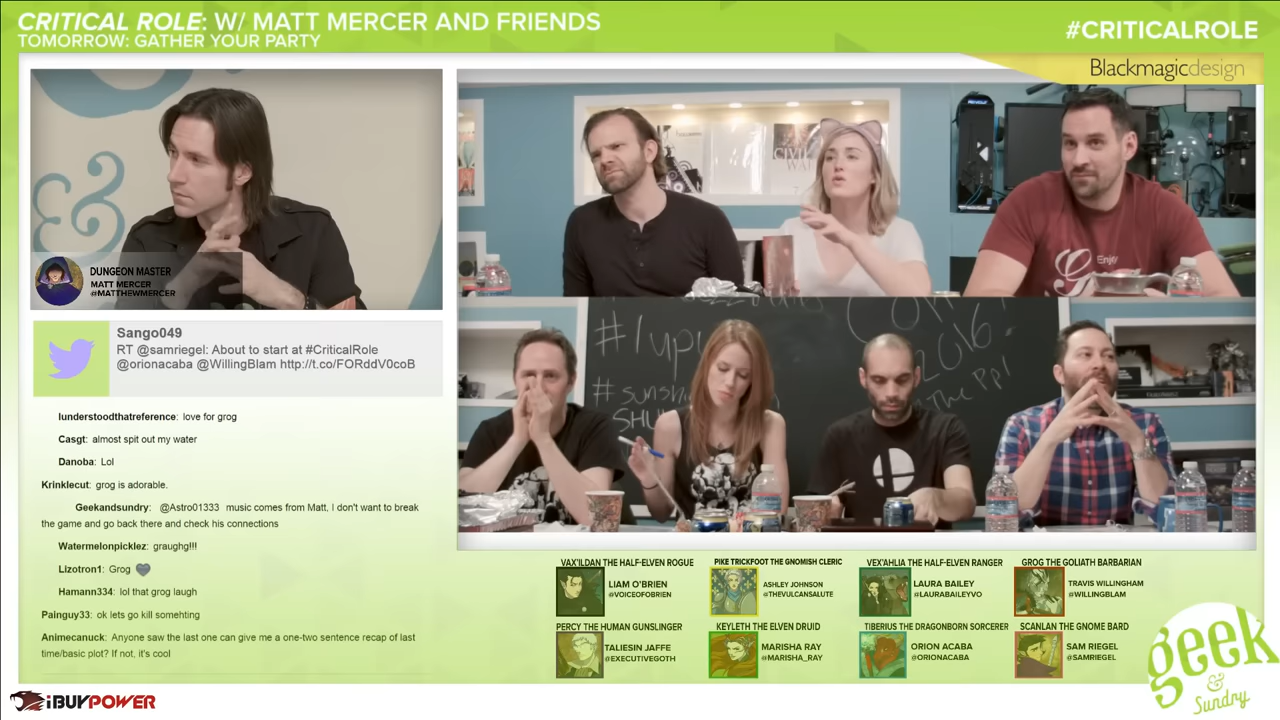 CRITICAL ROLE: W/ MATT MERCER AND FRIENDS
TOMORROW: GATHER YOUR PARTY
#CRITICALROLE
Blackmagicdesign
DUNGEON MASTER
MATT MERCER
@MATTHEWMERCER
CIVIL
WAR
Enjoy
G
Sango049
RT @samriegel: About to start at #CriticalRole
@orionacaba @WillingBlam http://t.co/FORddV0coB
#1upi
#sunsh
SHU
2016
The PP!
Iunderstoodthatreference: love for grog
Casgt: almost spit out my water
Danoba: Lol
Krinklecut: grog is adorable.
Geekandsundry: @Astro01333 music comes from Matt, I don't want to break
the game and go back there and check his connections
Watermelonpicklez: graughg!!!
Lizotron1: Grog
Hamann334: lol that grog laugh
Painguy33: ok lets go kill somehting
Animecanuck: Anyone saw the last one can give me a one-two sentence recap of last
time/basic plot? If not, it's cool
VAX'ILDAN THE HALF-ELVEN ROGUE
LIAM O'BRIEN
@VOICEOFOBRIEN
PIKE TRICKFOOT THE GNOMISH CLERIC
ASHLEY JOHNSON
@THEVULCANSALUTE
VEX'AHLIA THE HALF-ELVEN RANGER
LAURA BAILEY
@LAURABAILEYVO
GROG THE GOLIATH BARBARIAN
TRAVIS WILLINGHAM
@WILLINGBLAM
PERCY THE HUMAN GUNSLINGER
TALIESIN JAFFE
@EXECUTIVEGOTH
KEYLETH THE ELVEN DRUID
MARISHA RAY
@MARISHA_RAY
TIBERIUS THE DRAGONBORN SORCERER
ORION ACABA
@ORIONACABA
SCANLAN THE GNOME BARD
SAM RIEGEL
@SAMRIEGEL
geek
&
Sundry
iBUYPOWER